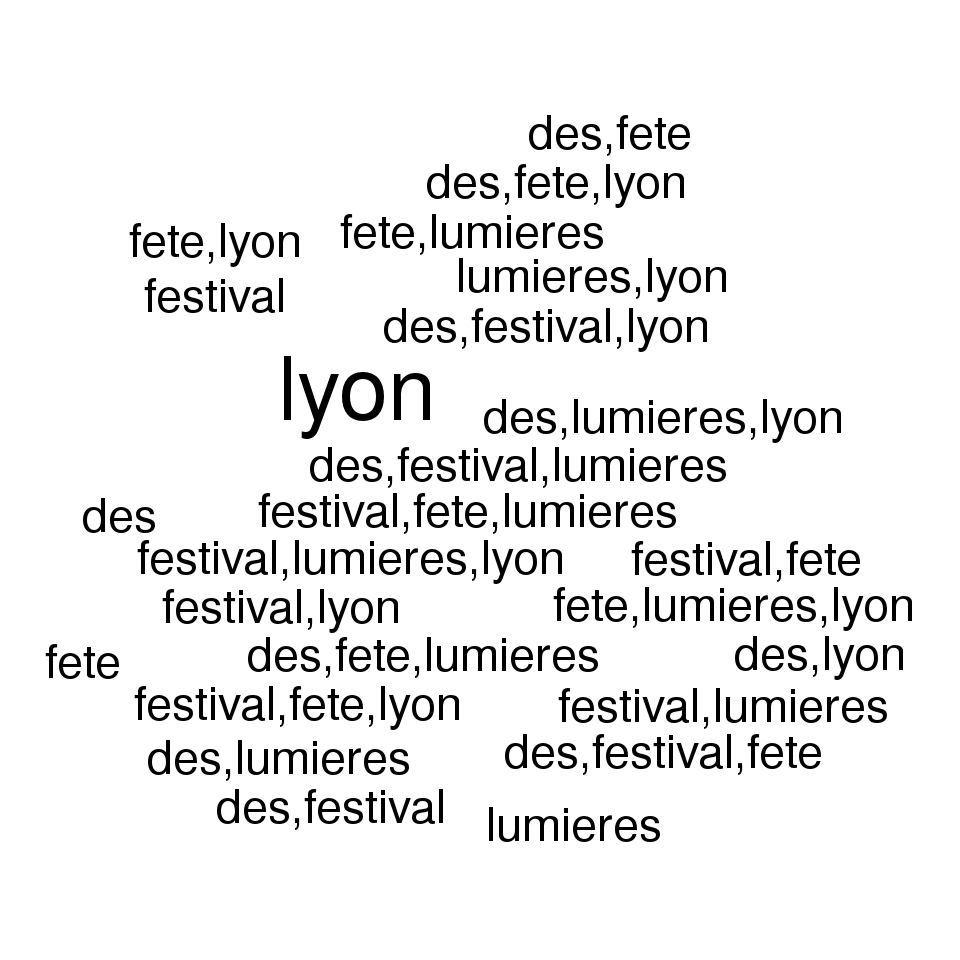 des,fete
des,fete,lyon
fete,lyon
fete,lumieres
lumieres,lyon
festival
des,festival,lyon
lyon
des,lumieres,lyon
des,festival,lumieres
des
festival,fete,lumieres
festival,lumieres,lyon
festival,fete
festival,lyon
fete,lumieres,lyon
fete
des,fete,lumieres
des,lyon
festival,fete,lyon
festival,lumieres
des,lumieres
des,festival,fete
des,festival
lumieres